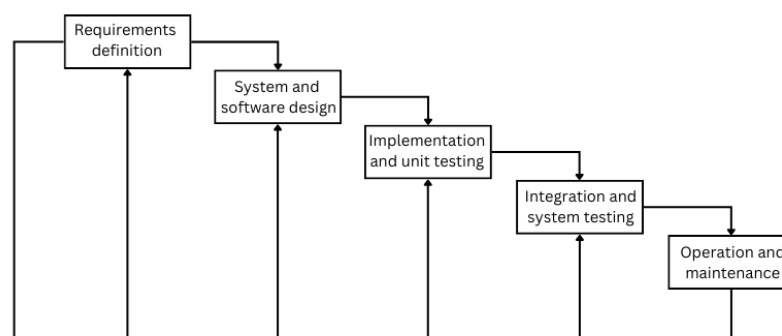 Requirements
definition
System and
software design
Implementation
and unit testing
Integration and
system testing
Operation and
maintenance